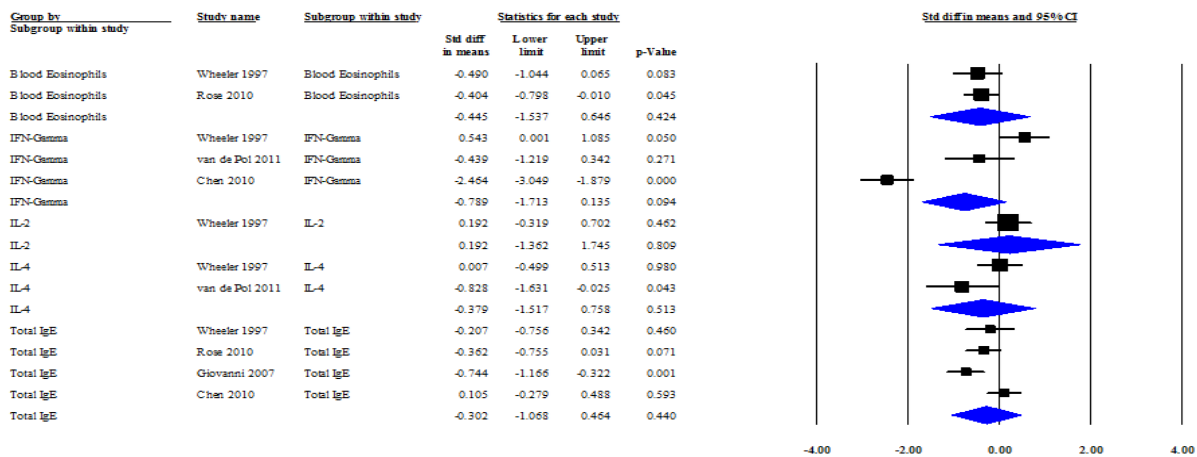 Group by Study name Subgroup within study Statistics for each study Std diff in means and 95% CI
Subgroup within study
Std diff Lower Upper
in means limit limit p-Value
Blood Eosinophils Wheeler 1997 Blood Eosinophils -0.490 -1.044 0.065 0.083
Blood Eosinophils Rose 2010 Blood Eosinophils -0.404 -0.798 -0.010 0.045
Blood Eosinophils -0.445 -1.537 0.646 0.424
IFN-Gamma Wheeler 1997 IFN-Gamma 0.543 0.001 1.085 0.050
IFN-Gamma van de Pol 2011 IFN-Gamma -0.439 -1.219 0.342 0.271
IFN-Gamma Chen 2010 IFN-Gamma -2.464 -3.049 -1.879 0.000
IFN-Gamma -0.789 -1.713 0.135 0.094
IL-2 Wheeler 1997 IL-2 0.192 -0.319 0.702 0.462
IL-2 0.192 -1.362 1.745 0.809
IL-4 Wheeler 1997 IL-4 0.007 -0.499 0.513 0.980
IL-4 van de Pol 2011 IL-4 -0.828 -1.631 -0.025 0.043
IL-4 -0.379 -1.517 0.758 0.513
Total IgE Wheeler 1997 Total IgE -0.207 -0.756 0.342 0.460
Total IgE Rose 2010 Total IgE -0.362 -0.755 0.031 0.071
Total IgE Giovanni 2007 Total IgE -0.744 -1.166 -0.322 0.001
Total IgE Chen 2010 Total IgE 0.105 -0.279 0.488 0.593
Total IgE -0.302 -1.068 0.464 0.440
-4.00 -2.00 0.00 2.00 4.00